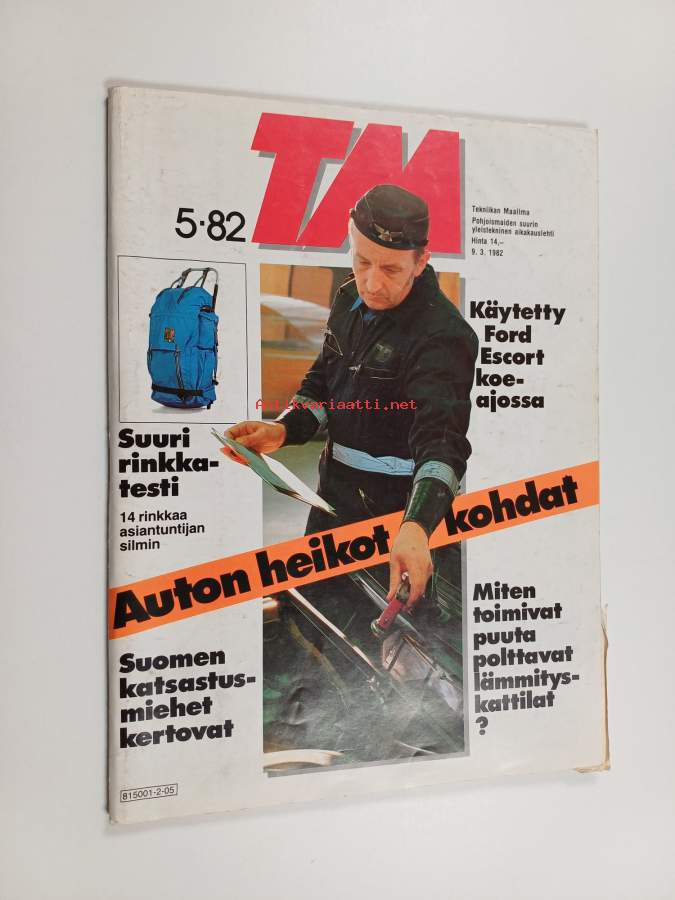 TM
5·82
Tekniikan Maailma
Pohjoismaiden suurin
yleistekninen aikakauslehti
Hinta 14,–
9. 3. 1982
Käytetty
Ford
Escort
koe-
ajossa
Antikvariaatti.net
Suuri
rinkka-
testi
14 rinkkaa
asiantuntijan
silmin
Auton heikot kohdat
Suomen
katsastus-
miehet
kertovat
Miten
toimivat
puuta
polttavat
lämmitys-
kattilat
?
815001-2-05